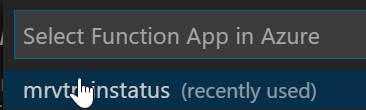 Select Function App in Azure
(recently used)